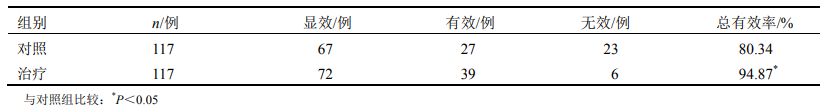 组别 n/例 显效/例 有效/例 无效/例 总有效率/%
对照 117 67 27 23 80.34
治疗 117 72 39 6 94.87*
与对照组比较：*P＜0.05